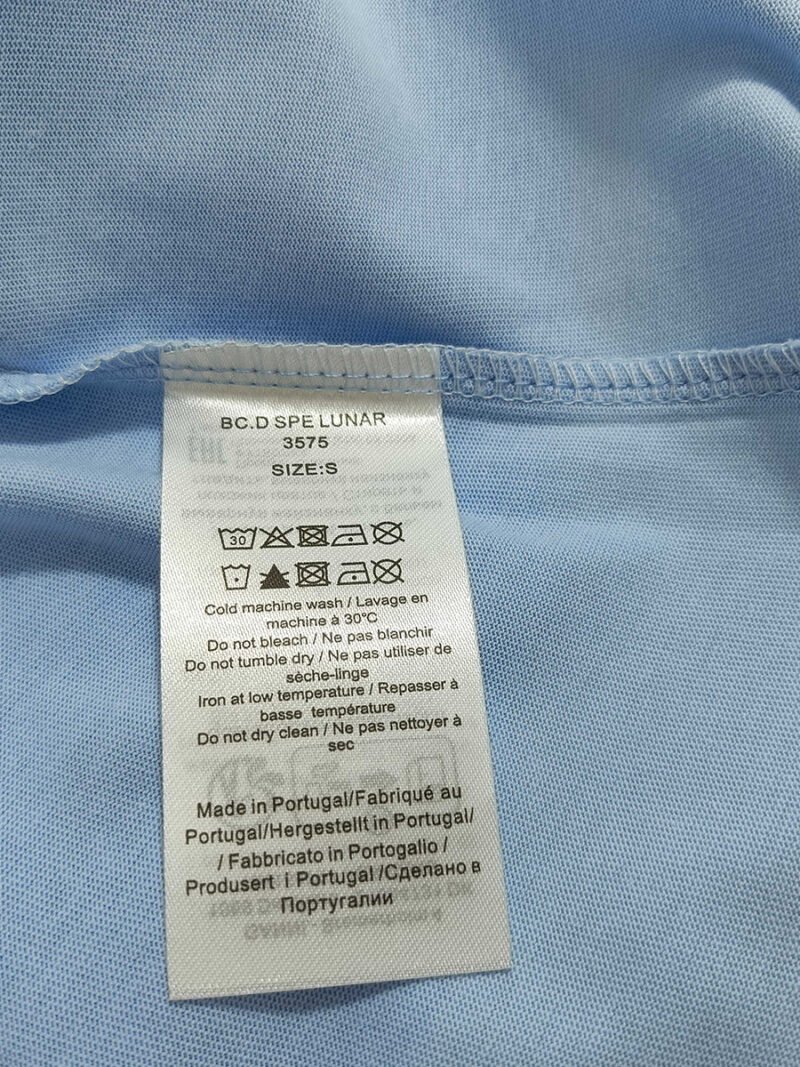 BC.D SPE LUNAR
3575
SIZE:S
30
Cold machine wash / Lavage en
machine à 30°C
Do not bleach / Ne pas blanchir
Do not tumble dry / Ne pas utiliser de
sèche-linge
Iron at low temperature / Repasser à
basse température
Do not dry clean / Ne pas nettoyer à
sec
Made in Portugal/Fabriqué au
Portugal/Hergestellt in Portugal/
/ Fabbricato in Portogallo /
Produsert i Portugal /Сделано в
Португалии